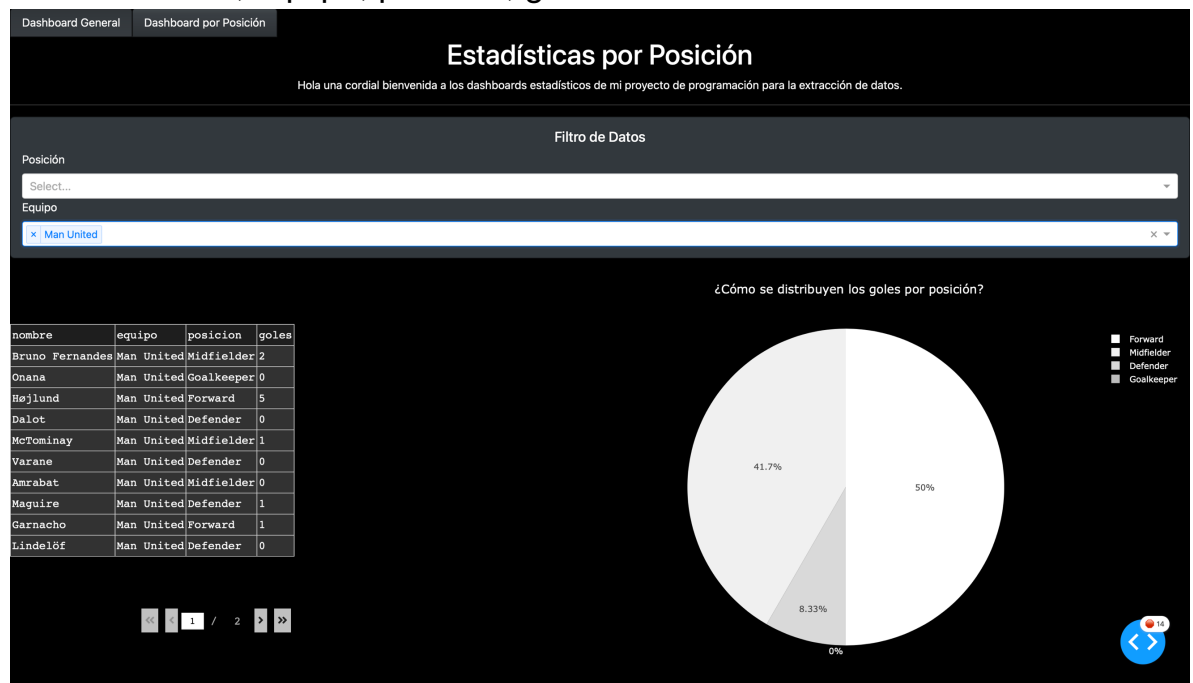 Dashboard General Dashboard por Posición
Estadísticas por Posición
Hola una cordial bienvenida a los dashboards estadísticos de mi proyecto de programación para la extracción de datos.
Filtro de Datos
Posición
Select...
Equipo
× Man United ×
¿Cómo se distribuyen los goles por posición?
nombre equipo posicion goles
Bruno Fernandes Man United Midfielder 2
Onana Man United Goalkeeper 0
Højlund Man United Forward 5
Dalot Man United Defender 0
McTominay Man United Midfielder 1
Varane Man United Defender 0
Amrabat Man United Midfielder 0
Maguire Man United Defender 1
Garnacho Man United Forward 1
Lindelöf Man United Defender 0
« < 1 / 2 > »
Forward
Midfielder
Defender
Goalkeeper
41.7%
50%
8.33%
0%
14